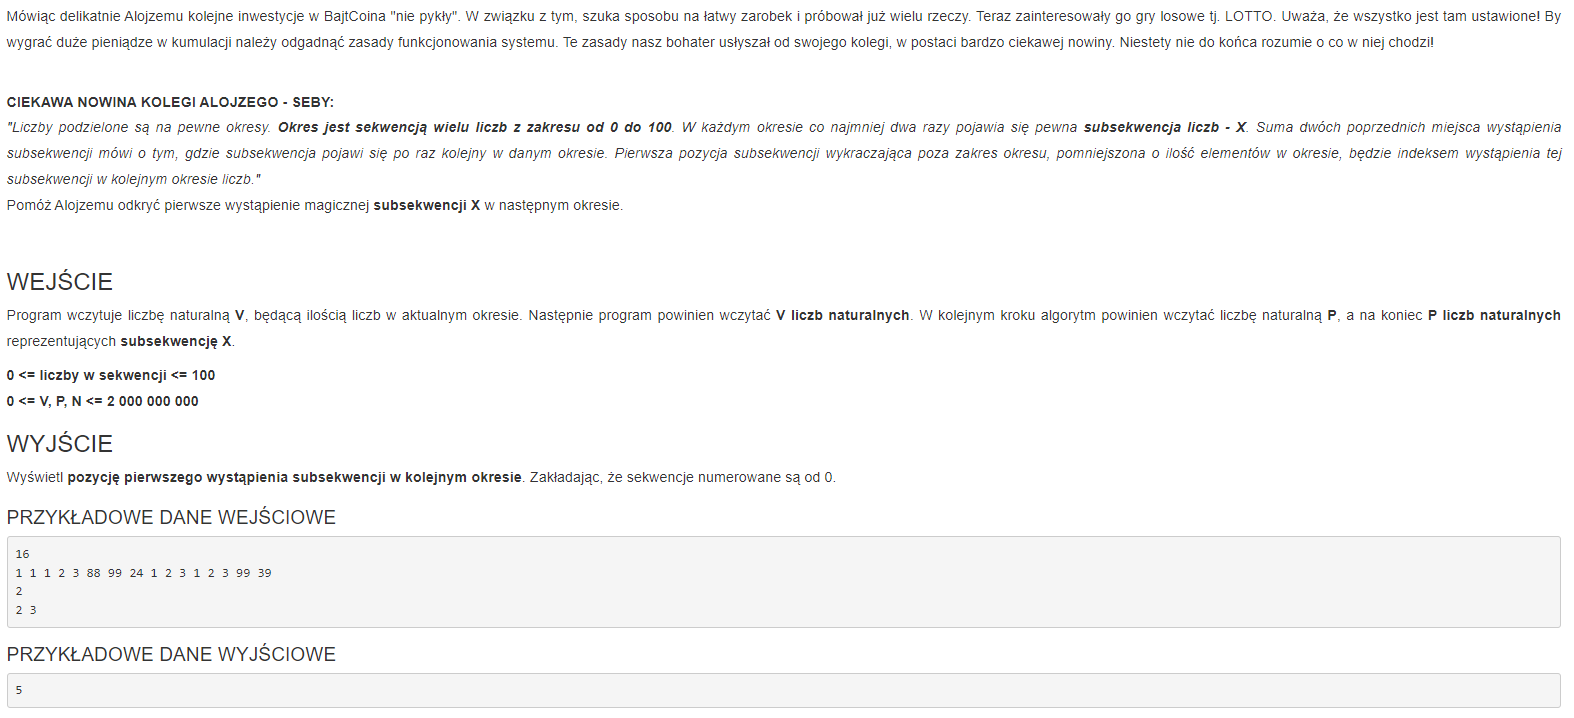 Mówiąc delikatnie Alojzemu kolejne inwestycje w BajtCoina "nie pykły". W związku z tym, szuka sposobu na łatwy zarobek i próbował już wielu rzeczy. Teraz zainteresowały go gry losowe tj. LOTTO. Uważa, że wszystko jest tam ustawione! By
wygrać duże pieniądze w kumulacji należy odgadnąć zasady funkcjonowania systemu. Te zasady nasz bohater usłyszał od swojego kolegi, w postaci bardzo ciekawej nowiny. Niestety nie do końca rozumie o co w niej chodzi!
CIEKAWA NOWINA KOLEGI ALOJZEGO - SEBY:
"Liczby podzielone są na pewne okresy. Okres jest sekwencją wielu liczb z zakresu od 0 do 100. W każdym okresie co najmniej dwa razy pojawia się pewna subsekwencja liczb - X. Suma dwóch poprzednich miejsca wystąpienia
subsekwencji mówi o tym, gdzie subsekwencja pojawi się po raz kolejny w danym okresie. Pierwsza pozycja subsekwencji wykraczająca poza zakres okresu, pomniejszona o ilość elementów w okresie, będzie indeksem wystąpienia tej
subsekwencji w kolejnym okresie liczb."
Pomóż Alojzemu odkryć pierwsze wystąpienie magicznej subsekwencji X w następnym okresie.
WEJŚCIE
Program wczytuje liczbę naturalną V, będącą ilością liczb w aktualnym okresie. Następnie program powinien wczytać V liczb naturalnych. W kolejnym kroku algorytm powinien wczytać liczbę naturalną P, a na koniec P liczb naturalnych
reprezentujących subsekwencję X.
0 <= liczby w sekwencji <= 100
0 <= V, P, N <= 2 000 000 000
WYJŚCIE
Wyświetl pozycję pierwszego wystąpienia subsekwencji w kolejnym okresie. Zakładając, że sekwencje numerowane są od 0.
PRZYKŁADOWE DANE WEJŚCIOWE
16
1 1 1 2 3 88 99 24 1 2 3 1 2 3 99 39
2
2 3
PRZYKŁADOWE DANE WYJŚCIOWE
5